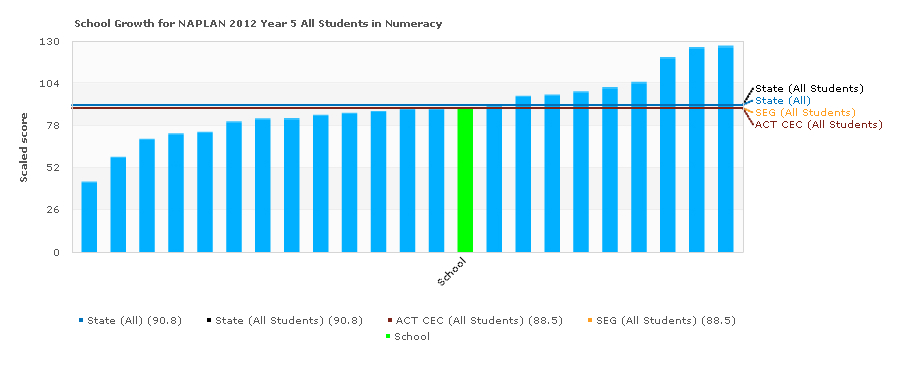 School Growth for NAPLAN 2012 Year 5 All Students in Numeracy
130
104
78
52
26
0
Scaled score
School
State (All Students)
State (All)
SEG (All Students)
ACT CEC (All Students)
State (All) (90.8) State (All Students) (90.8) ACT CEC (All Students) (88.5) SEG (All Students) (88.5)
School